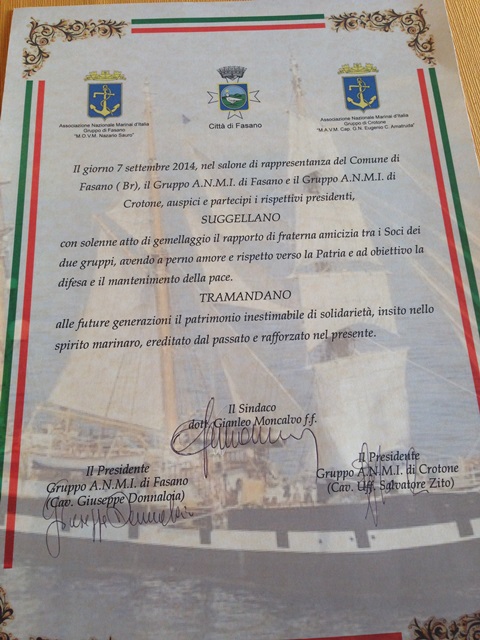 Associazione Nazionale Marinai d'Italia
Gruppo di Fasano
"M.O.V.M. Nazario Sauro"
Città di Fasano
Associazione Nazionale Marinai d'Italia
Gruppo di Crotone
"M.A.V.M. Cap. G.N. Eugenio C. Amatruda"
Il giorno 7 settembre 2014, nel salone di rappresentanza del Comune di
Fasano ( Br), il Gruppo A.N.M.I. di Fasano e il Gruppo A.N.M.I. di
Crotone, auspici e partecipi i rispettivi presidenti,
SUGGELLANO
con solenne atto di gemellaggio il rapporto di fraterna amicizia tra i Soci dei
due gruppi, avendo a perno amore e rispetto verso la Patria e ad obiettivo la
difesa e il mantenimento della pace.
TRAMANDANO
alle future generazioni il patrimonio inestimabile di solidarietà, insito nello
spirito marinaro, ereditato dal passato e rafforzato nel presente.
Il Sindaco
dott. Gianleo Moncalvo f.f.
Il Presidente
Gruppo A.N.M.I. di Fasano
(Cav. Giuseppe Donnaloja)
Giuseppe Donnaloja
Il Presidente
Gruppo A.N.M.I. di Crotone
(Cav. Uff. Salvatore Zito)